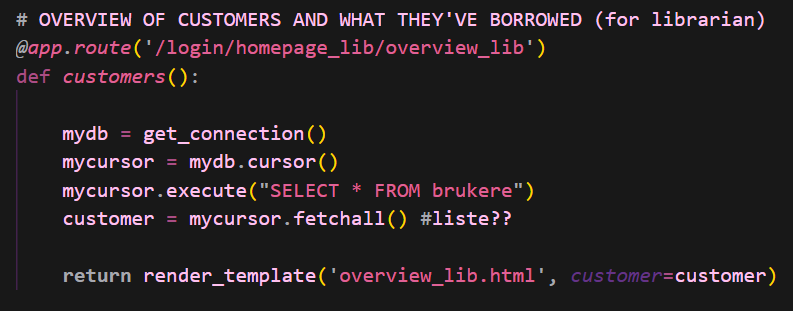 # OVERVIEW OF CUSTOMERS AND WHAT THEY'VE BORROWED (for librarian)
@app.route('/login/homepage_lib/overview_lib')
def customers():
mydb = get_connection()
mycursor = mydb.cursor()
mycursor.execute("SELECT * FROM brukere")
customer = mycursor.fetchall() #liste??
return render_template('overview_lib.html', customer=customer)